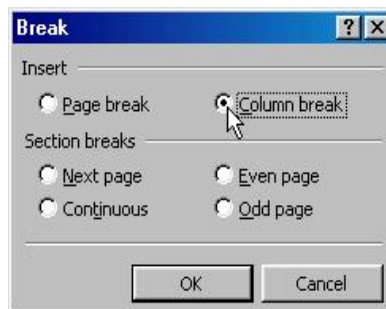 Break
Insert
Page break Column break
Section breaks
Next page Even page
Continuous Odd page
OK Cancel